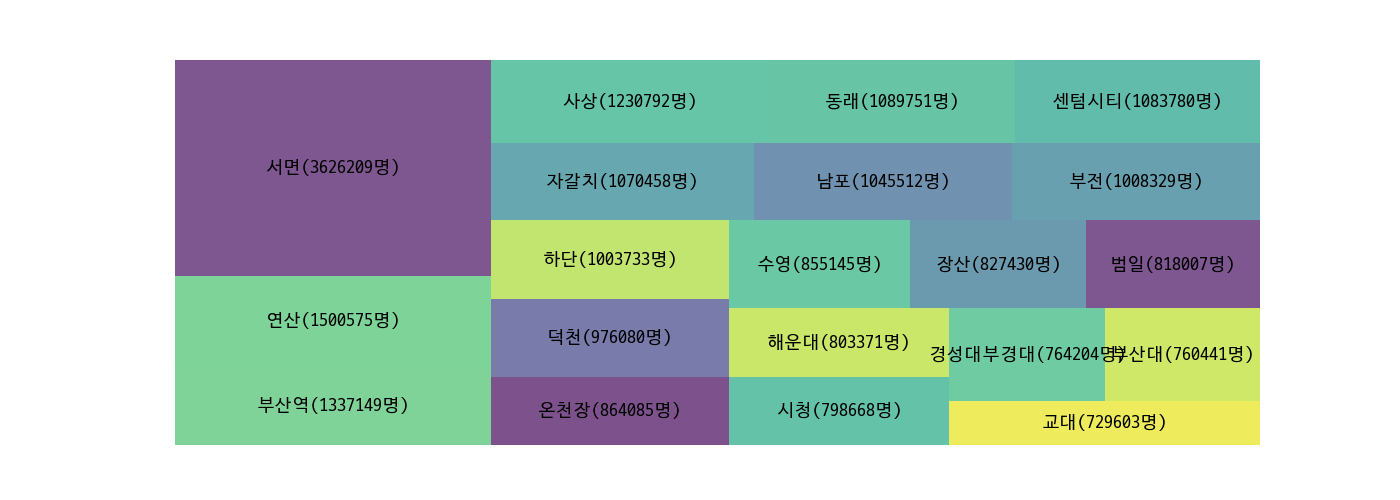 사상(1230792명)
동래(1089751명)
센텀시티(1083780명)
서면(3626209명)
자갈치(1070458명)
남포(1045512명)
부전(1008329명)
하단(1003733명)
수영(855145명)
장산(827430명)
범일(818007명)
연산(1500575명)
덕천(976080명)
해운대(803371명)
경성대부경대(764204명)
부산대(760441명)
부산역(1337149명)
온천장(864085명)
시청(798668명)
교대(729603명)